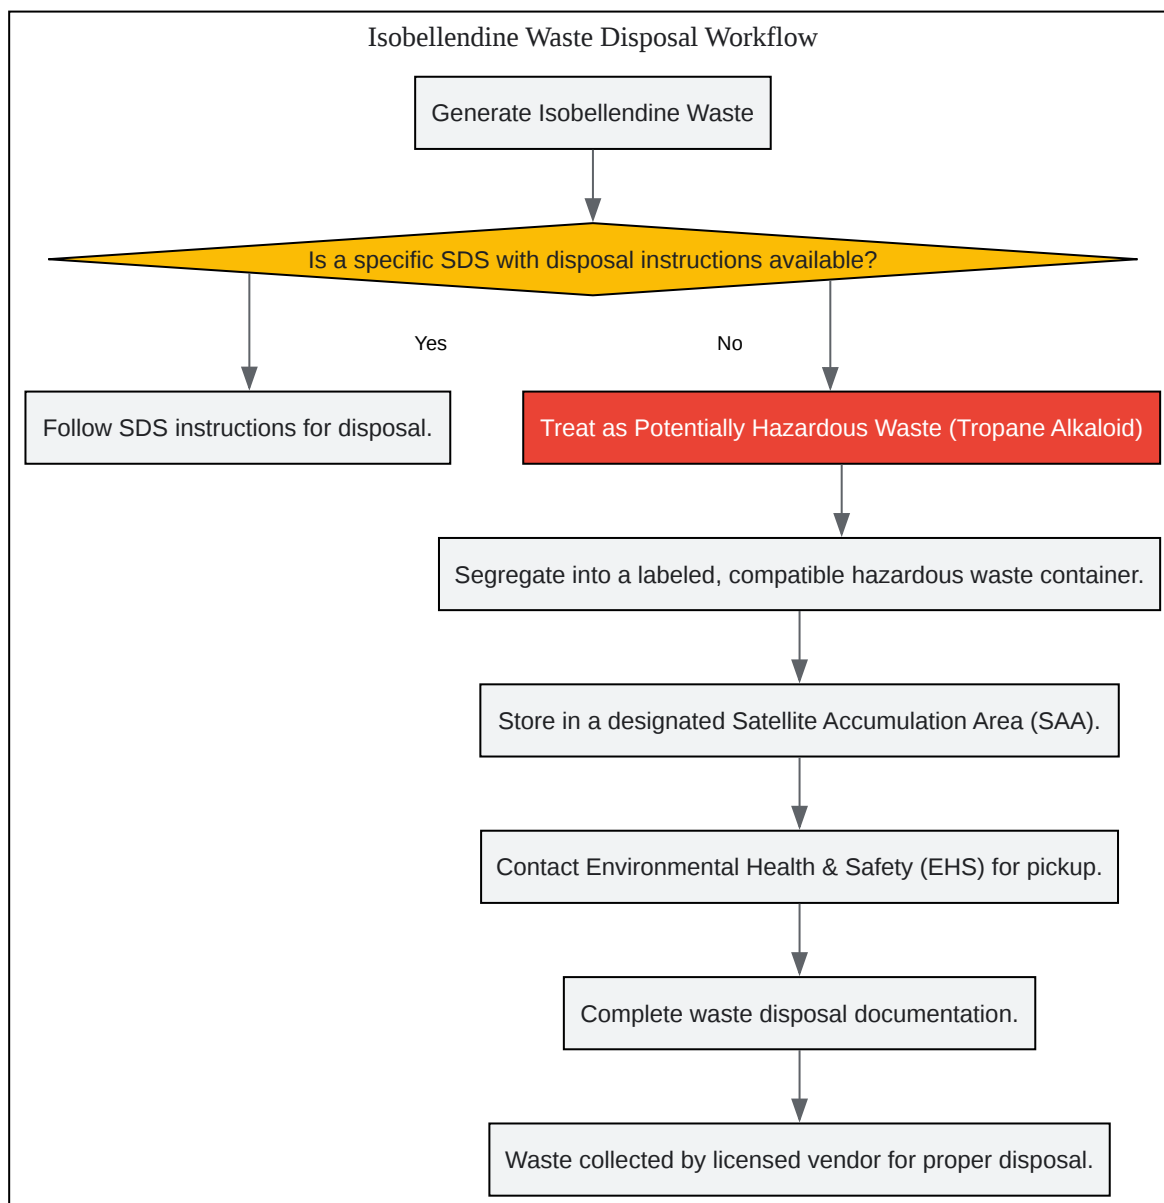 Isobellendine Waste Disposal Workflow
Generate Isobellendine Waste
Is a specific SDS with disposal instructions available?
Yes
No
Follow SDS instructions for disposal.
Treat as Potentially Hazardous Waste (Tropane Alkaloid)
Segregate into a labeled, compatible hazardous waste container.
Store in a designated Satellite Accumulation Area (SAA).
Contact Environmental Health & Safety (EHS) for pickup.
Complete waste disposal documentation.
Waste collected by licensed vendor for proper disposal.